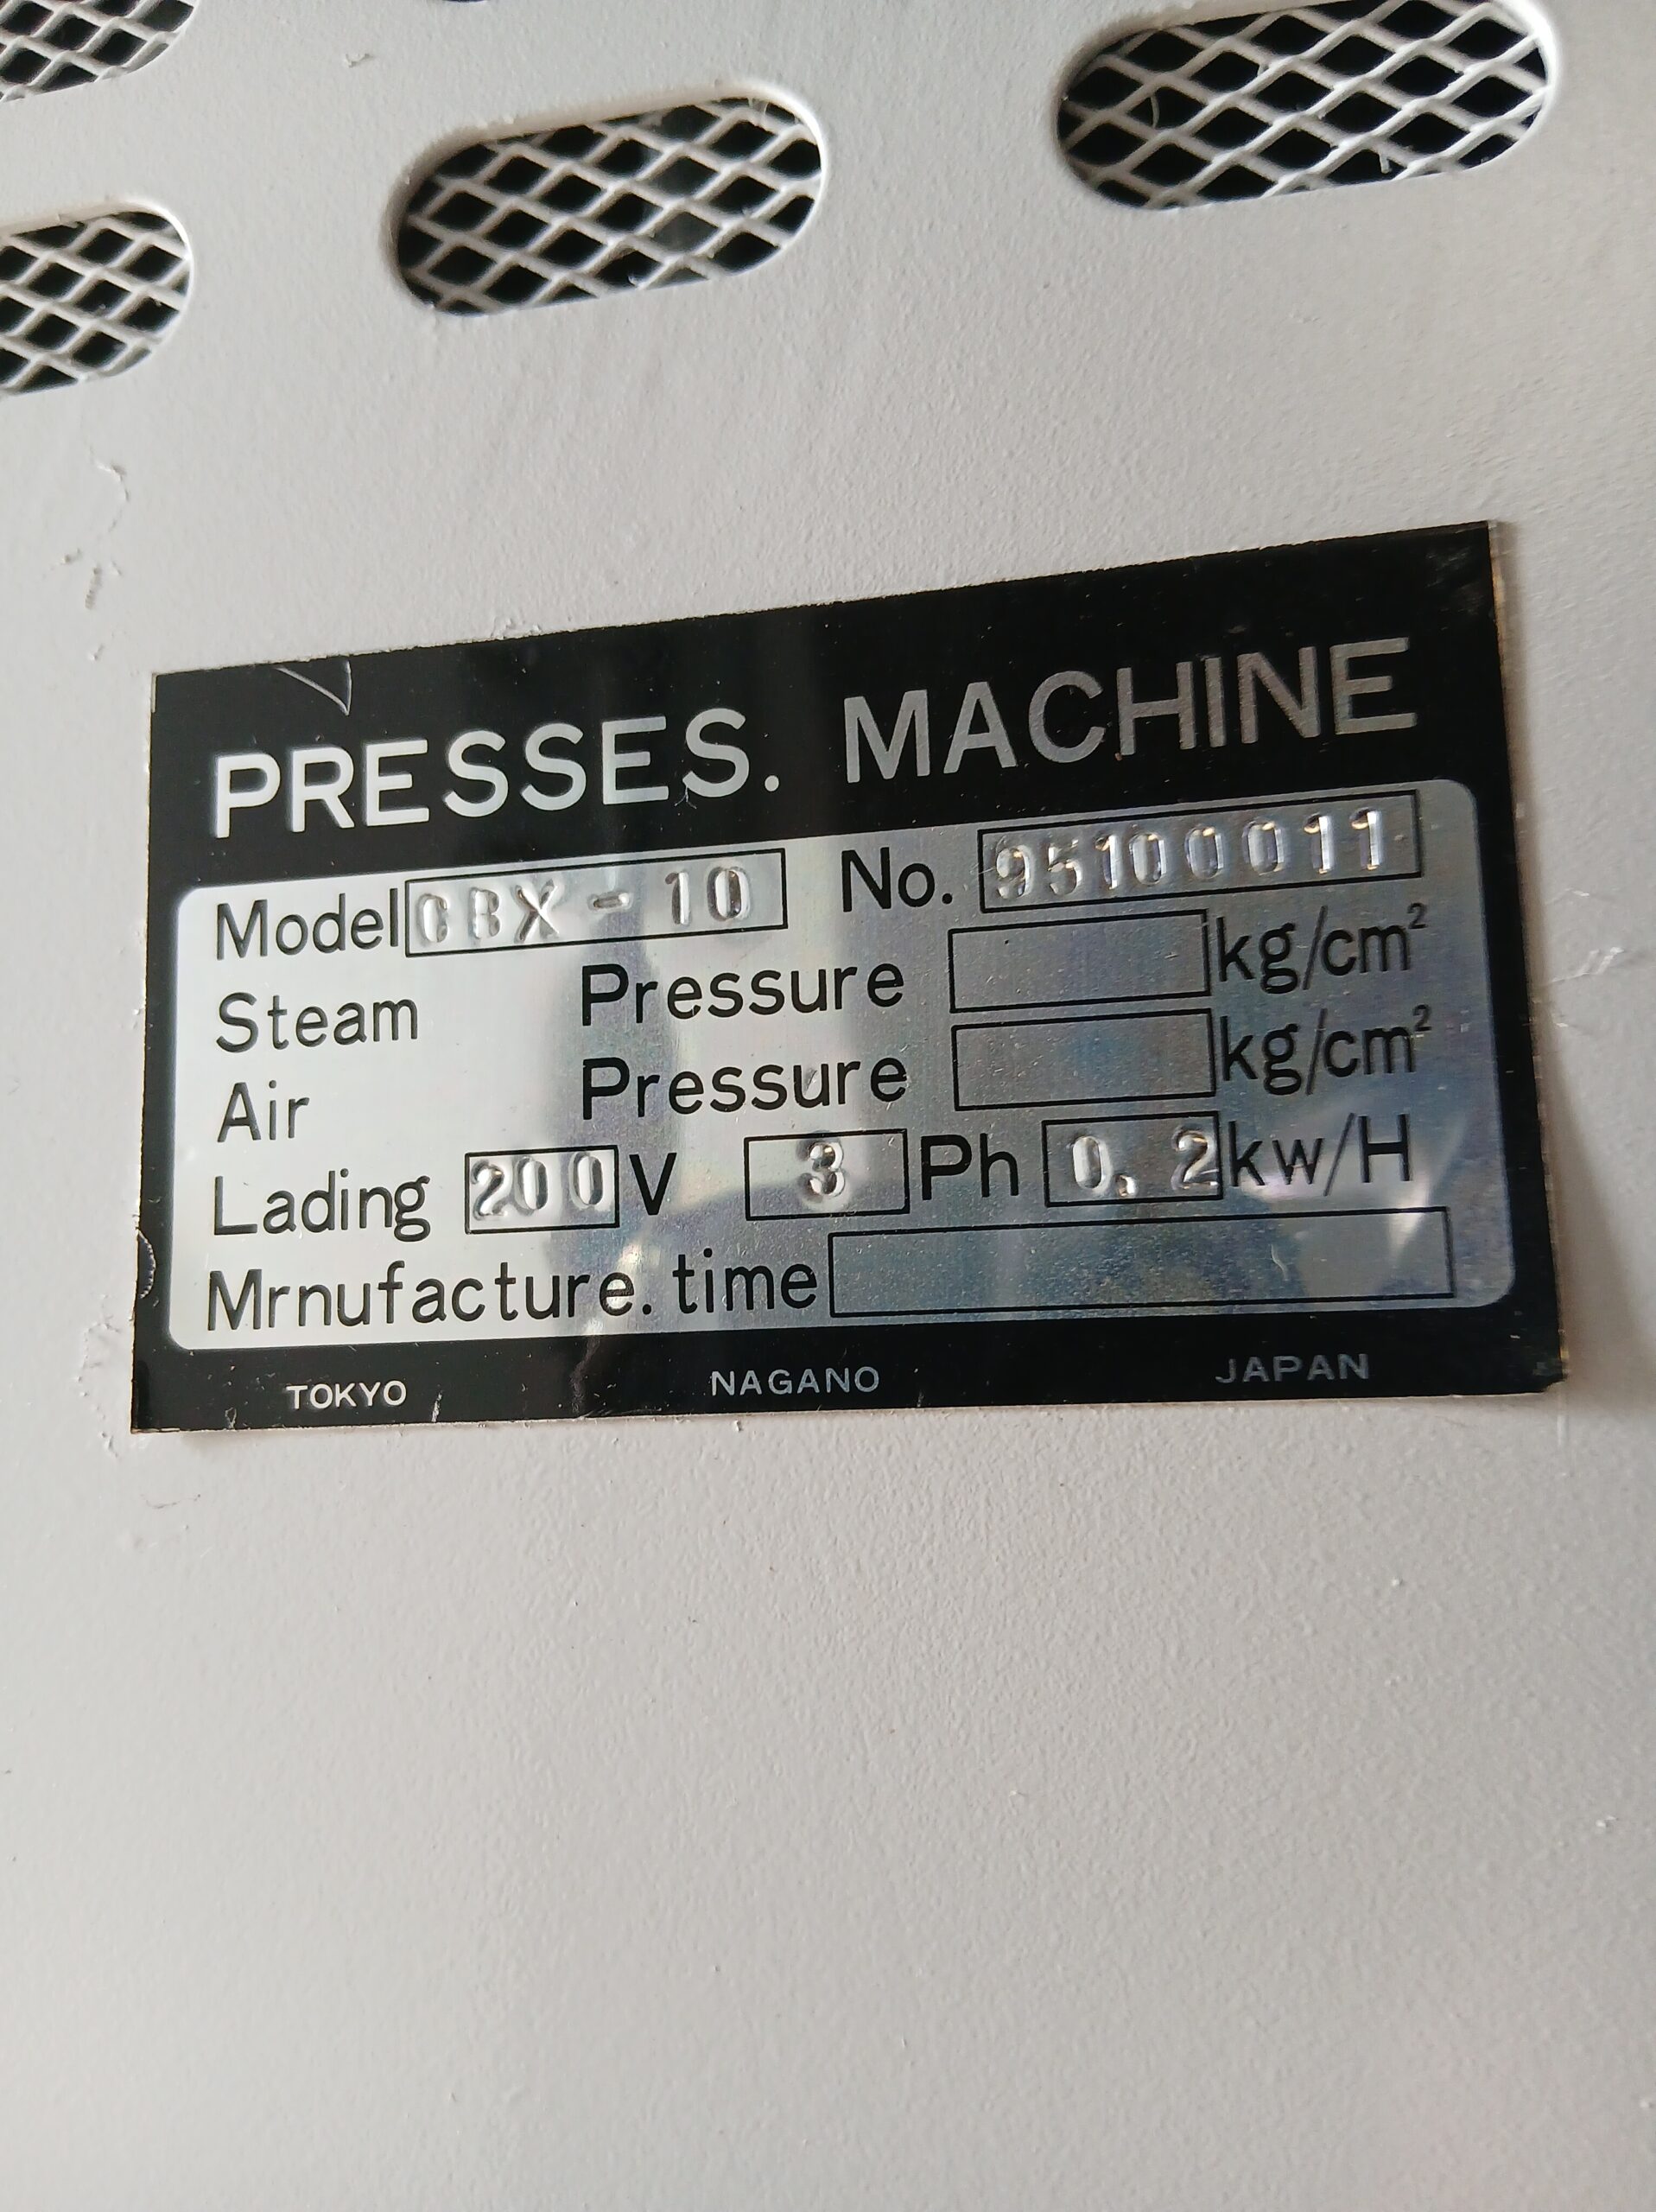 PRESSES. MACHINE
Model CBX-10 No. 95100011
Steam Pressure kg/cm²
Air Pressure kg/cm²
Lading 200 V 3 Ph 0.2 kw/H
Mrnufacture. time
TOKYO NAGANO JAPAN